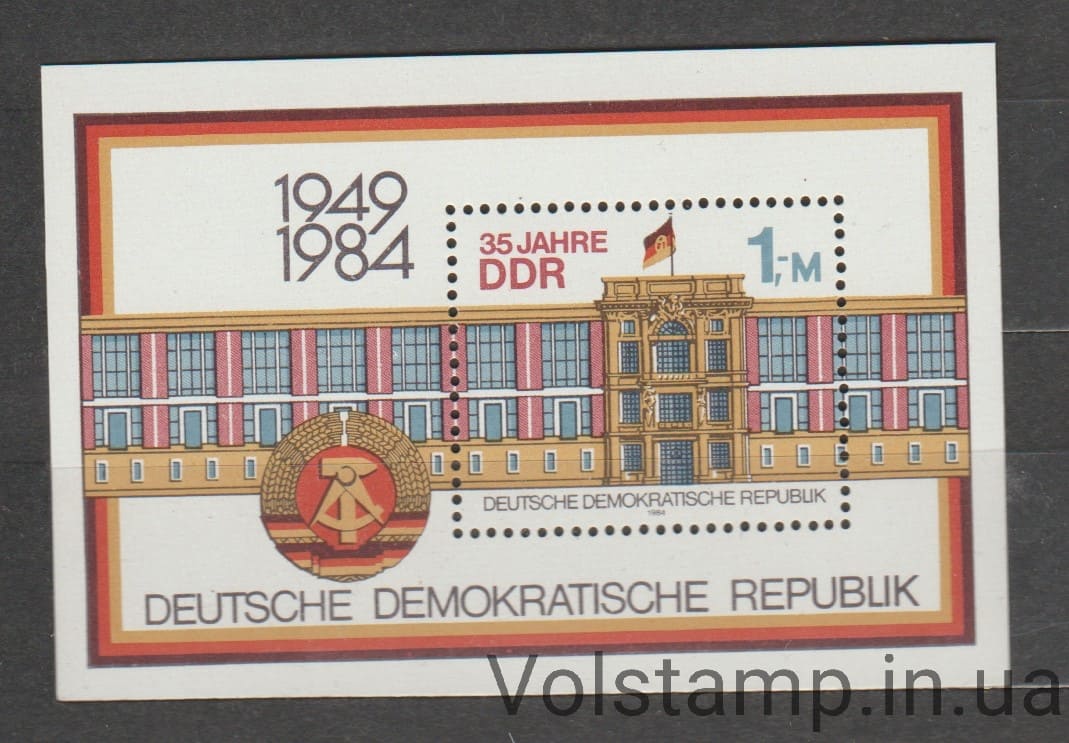 1949
1984
35 JAHRE
DDR
1,-M
DEUTSCHE DEMOKRATISCHE REPUBLIK
1984
DEUTSCHE DEMOKRATISCHE REPUBLIK
Volstamp.in.ua